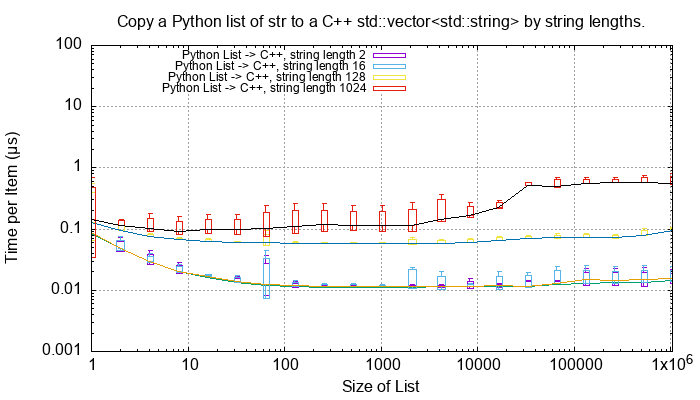 Copy a Python list of str to a C++ std::vector<std::string> by string lengths.
Python List -> C++, string length 2
Python List -> C++, string length 16
Python List -> C++, string length 128
Python List -> C++, string length 1024
100
10
1
0.1
0.01
0.001
Time per Item (µs)
1 10 100 1000 10000 100000 1x10⁶
Size of List